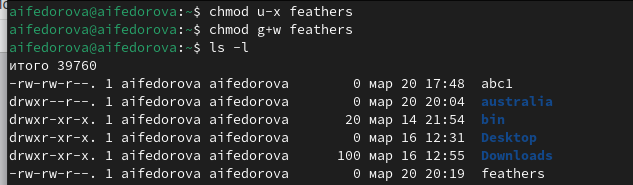 aifedorova@aifedorova:~$ chmod u-x feathers
aifedorova@aifedorova:~$ chmod g+w feathers
aifedorova@aifedorova:~$ ls -l
итого 39760
-rw-rw-r--. 1 aifedorova aifedorova 0 мар 20 17:48 abc1
drwxr--r--. 1 aifedorova aifedorova 0 мар 20 20:04 australia
drwxr-xr-x. 1 aifedorova aifedorova 20 мар 14 21:54 bin
drwxr-xr-x. 1 aifedorova aifedorova 0 мар 16 12:31 Desktop
drwxr-xr-x. 1 aifedorova aifedorova 100 мар 16 12:55 Downloads
-rw-rw-r--. 1 aifedorova aifedorova 0 мар 20 20:19 feathers